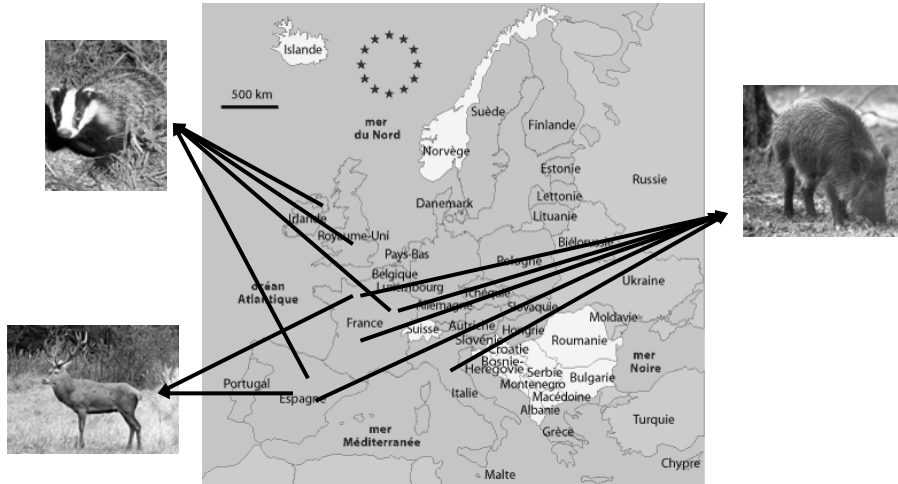 Islande
500 km
mer
du Nord
Suède
Finlande
Norvège
Estonie
Russie
Lettonie
Danemark
Lituanie
Irlande
Royaume-Uni
Biélorussie
Pays-Bas
Pologne
Belgique
Ukraine
océan
Atlantique
Luxembourg
Tchéquie
Allemagne
Slovaquie
Moldavie
France
Suisse
Autriche
Hongrie
Roumanie
Slovénie
Croatie
Bosnie-
Heregovie
Serbie
mer
Noire
Portugal
Espagne
Italie
Montenegro
Bulgarie
Macédoine
Albanie
Turquie
mer
Méditerranée
Grèce
Malte
Chypre